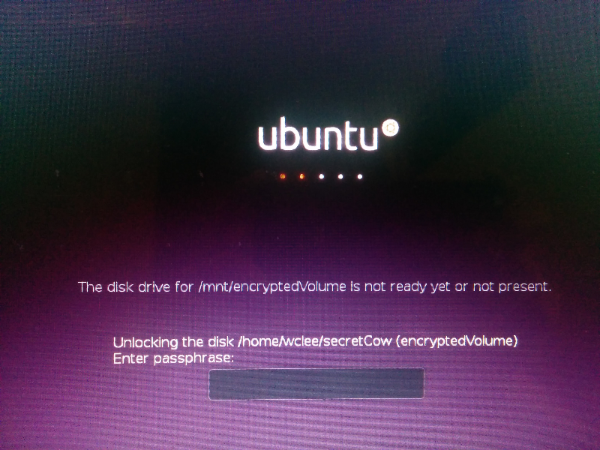 ubuntu
The disk drive for /mnt/encryptedVolume is not ready yet or not present.
Unlocking the disk /home/wclee/secretCow (encryptedVolume)
Enter passphrase: